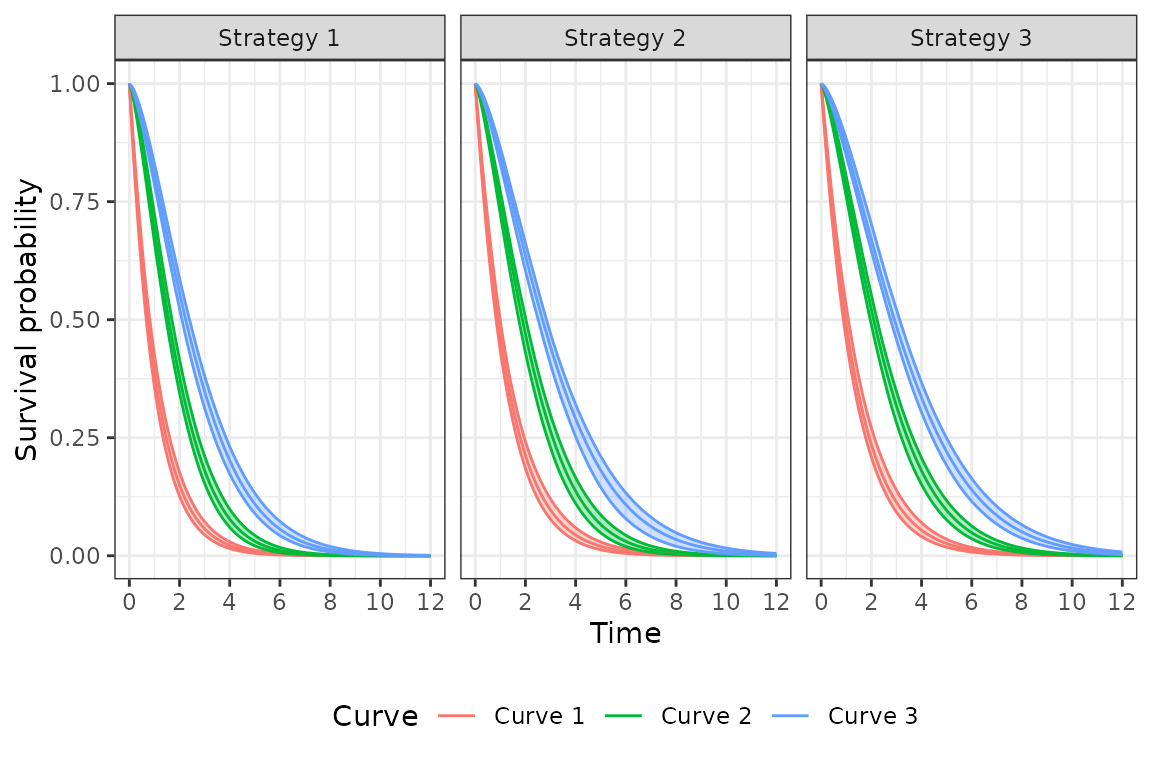 Strategy 1 Strategy 2 Strategy 3
Survival probability
1.00
0.75
0.50
0.25
0.00
0 2 4 6 8 10 12 0 2 4 6 8 10 12 0 2 4 6 8 10 12
Time
Curve Curve 1 Curve 2 Curve 3